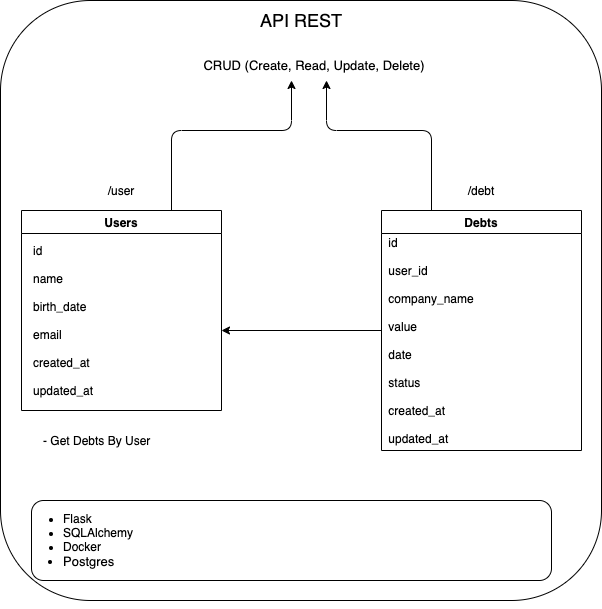 API REST
CRUD (Create, Read, Update, Delete)
/user
/debt
Users
id
name
birth_date
email
created_at
updated_at
- Get Debts By User
Debts
id
user_id
company_name
value
date
status
created_at
updated_at
• Flask
• SQLAlchemy
• Docker
• Postgres